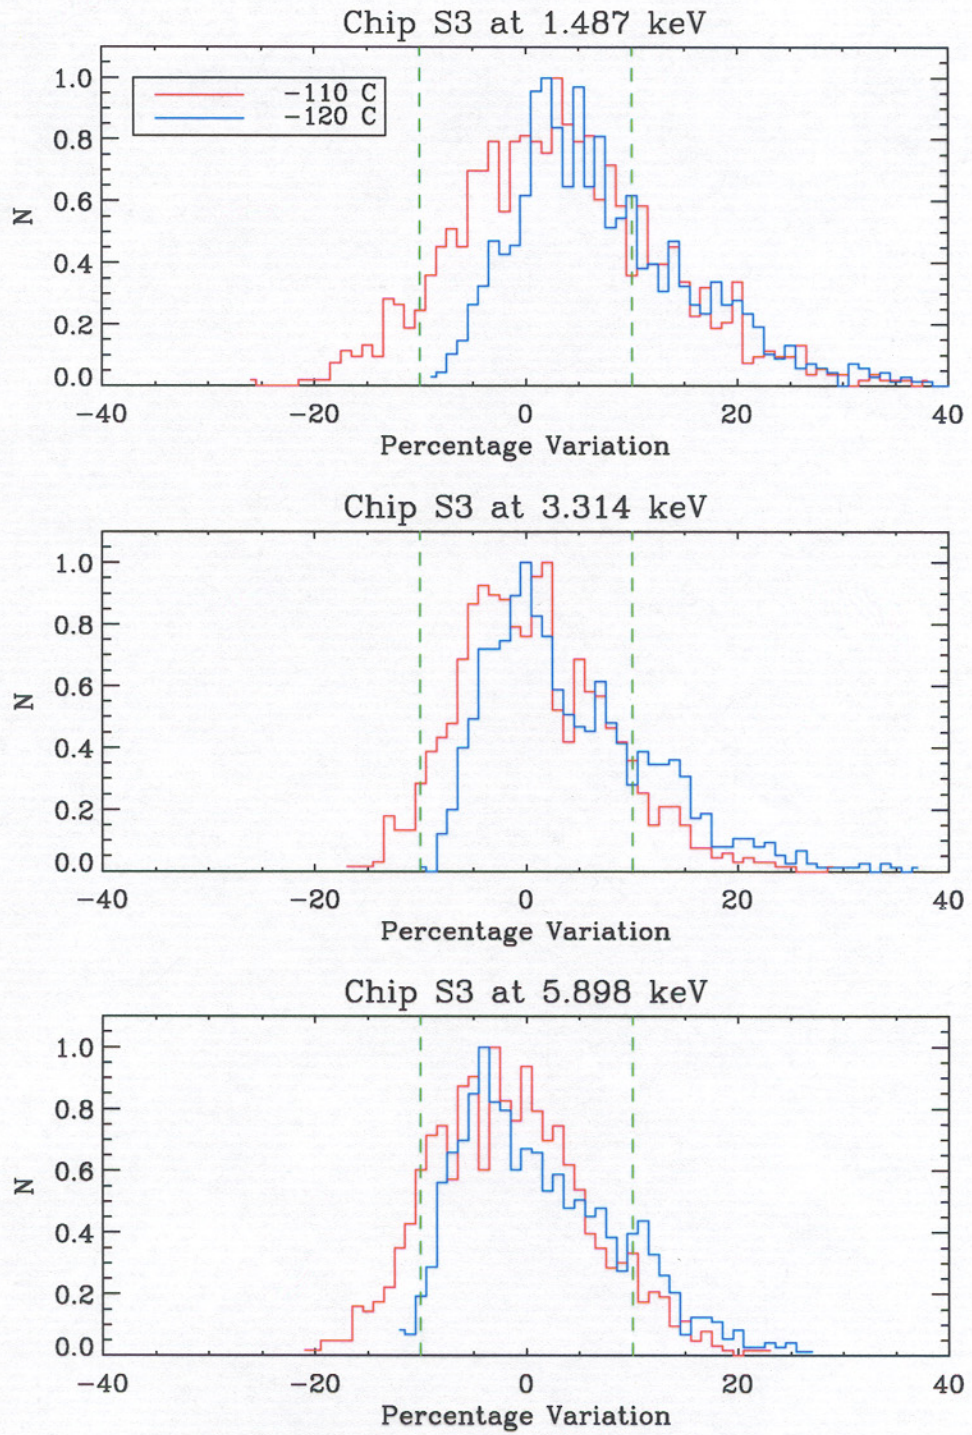 Chip S3 at 1.487 keV
1.0
0.8
0.6
0.4
0.2
0.0
N
-110 C
-120 C
-40 -20 0 20 40
Percentage Variation
Chip S3 at 3.314 keV
1.0
0.8
0.6
0.4
0.2
0.0
N
-40 -20 0 20 40
Percentage Variation
Chip S3 at 5.898 keV
1.0
0.8
0.6
0.4
0.2
0.0
N
-40 -20 0 20 40
Percentage Variation